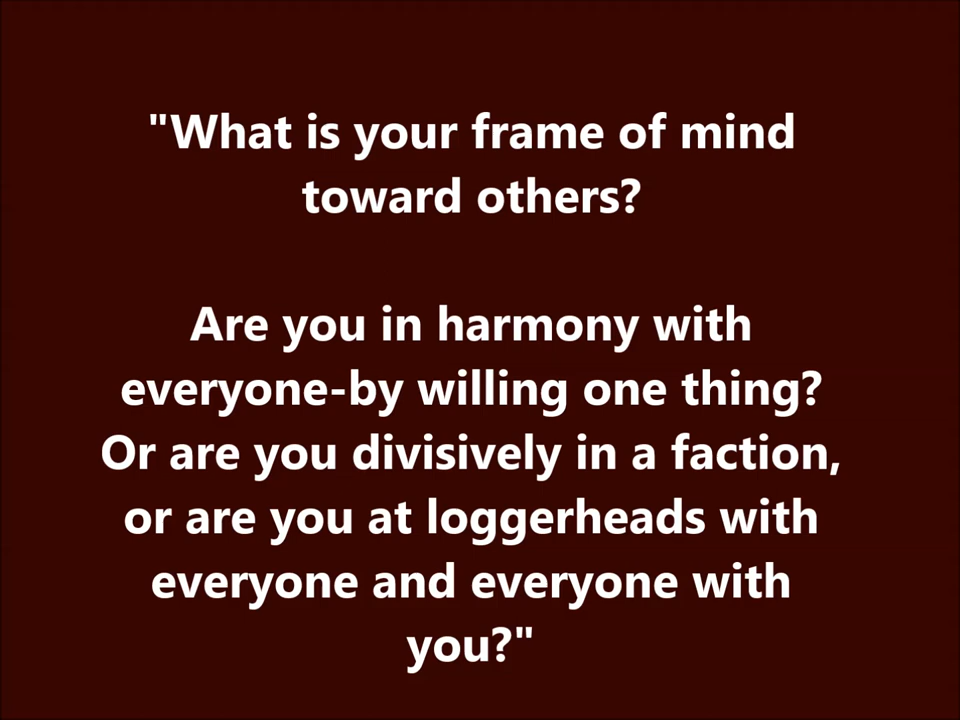 "What is your frame of mind
toward others?
Are you in harmony with
everyone-by willing one thing?
Or are you divisively in a faction,
or are you at loggerheads with
everyone and everyone with
you?"